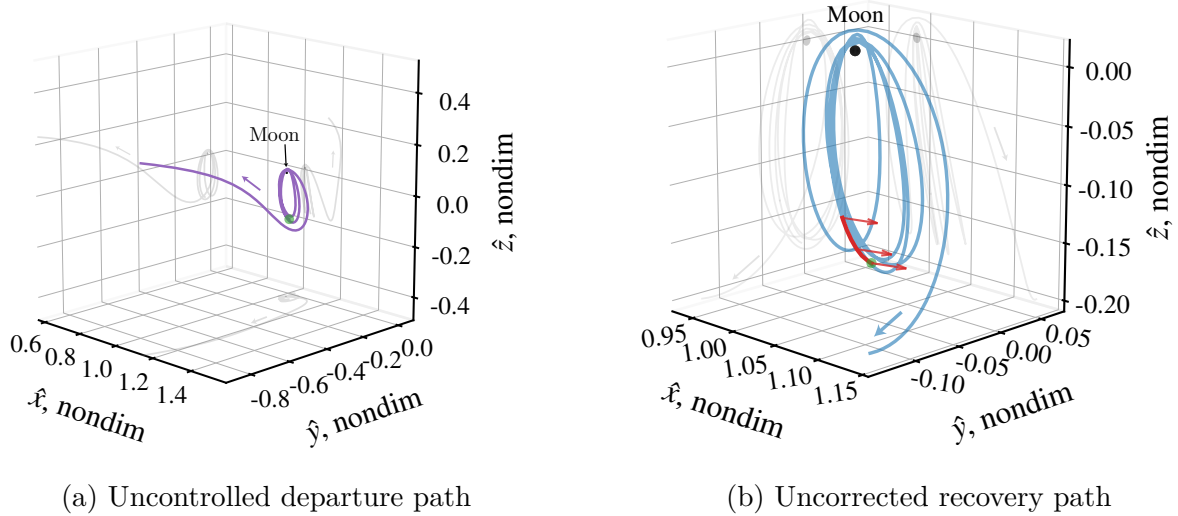 Moon
0.4
0.2
0.0
-0.2
-0.4
ẑ, nondim
0.6
0.8
1.0
1.2
1.4
x̂, nondim
-0.8
-0.6
-0.4
-0.2
0.0
ŷ, nondim
(a) Uncontrolled departure path
Moon
0.00
-0.05
-0.10
-0.15
-0.20
ẑ, nondim
0.95
1.00
1.05
1.10
1.15
x̂, nondim
-0.10
-0.05
0.00
0.05
ŷ, nondim
(b) Uncorrected recovery path